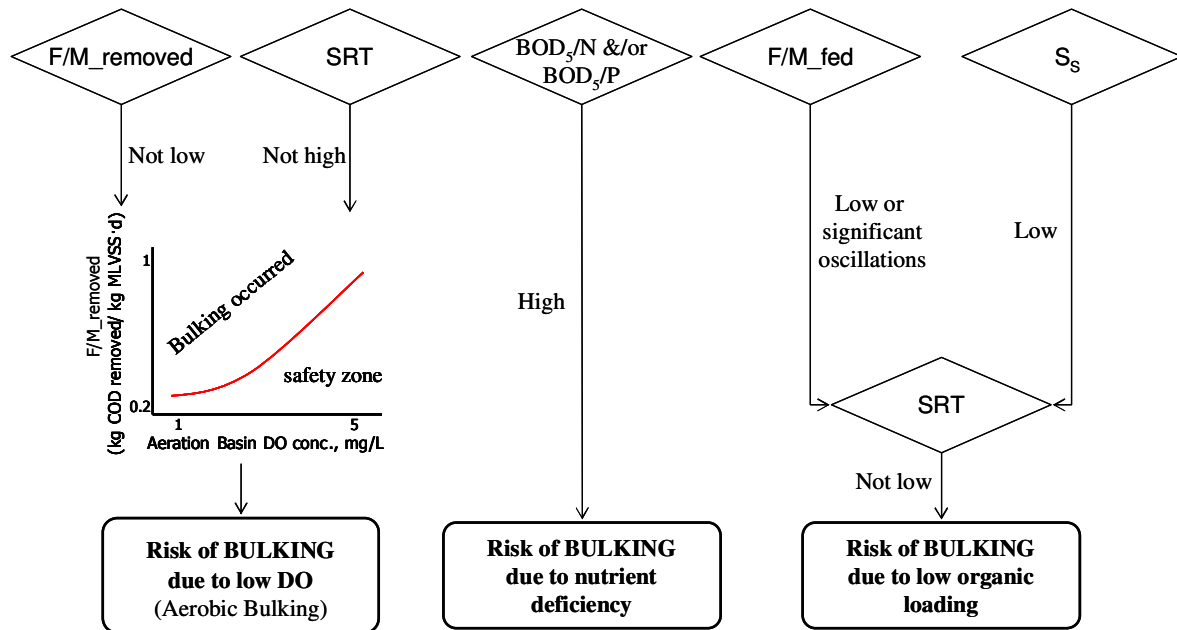 F/M_removed
SRT
BOD₅/N &/or
BOD₅/P
F/M_fed
S_S
Not low
Not high
Low or
significant
oscillations
Low
High
F/M_removed
(kg COD removed/ kg MLVSS·d)
1
0.2
Bulking occurred
safety zone
1
5
Aeration Basin DO conc., mg/L
SRT
Not low
Risk of BULKING
due to low DO
(Aerobic Bulking)
Risk of BULKING
due to nutrient
deficiency
Risk of BULKING
due to low organic
loading